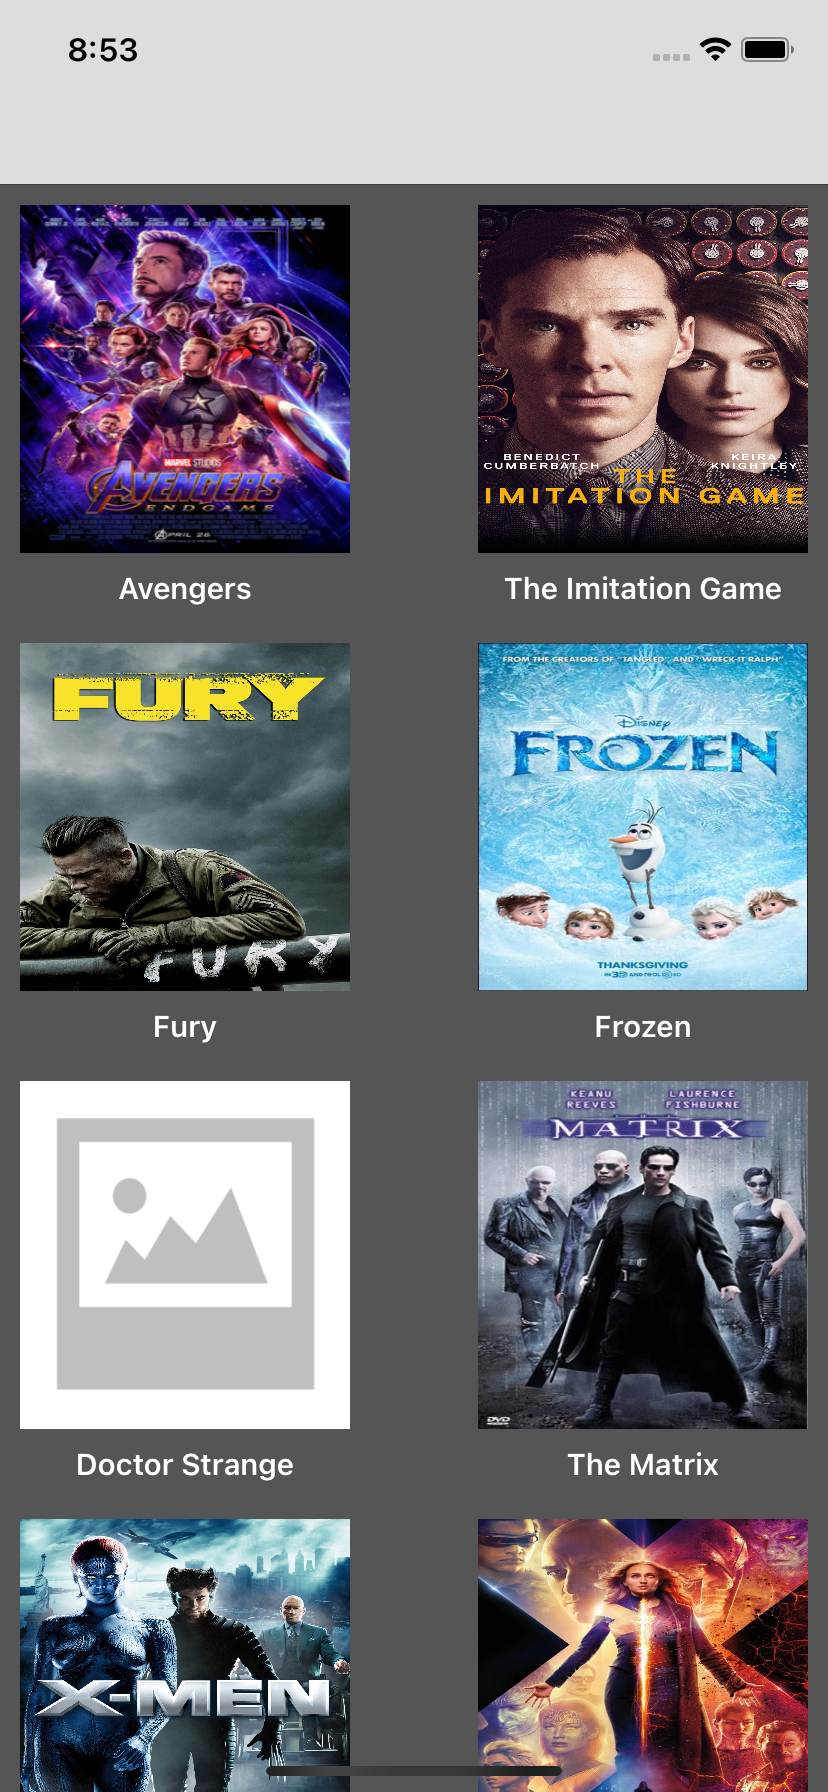 8:53
MARVEL STUDIOS
AVENGERS
ENDGAME
APRIL 26
BENEDICT
CUMBERBATCH
KEIRA
KNIGHTLEY
THE
IMITATION GAME
Avengers
The Imitation Game
FURY
FURY
FROM THE CREATORS OF "TANGLED" AND "WRECK-IT RALPH"
Disney
FROZEN
THANKSGIVING
IN 3D AND REAL D 3D
Fury
Frozen
KEANU
REEVES
LAURENCE
FISHBURNE
MATRIX
DVD
Doctor Strange
The Matrix
X-MEN